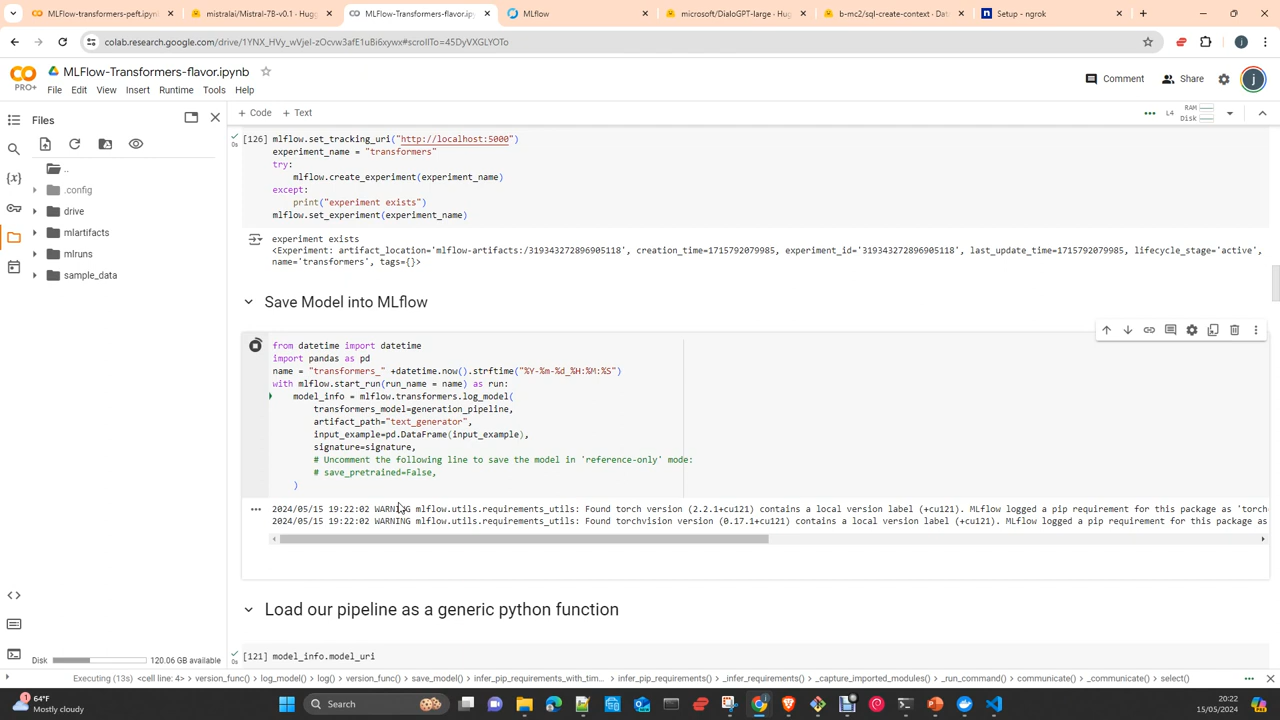 MLFlow-transformers-peft.ipynb
mistralai/Mistral-7B-v0.1 · Hugg
MLFlow-Transformers-flavor.ipy
MLflow
microsoft/DialoGPT-large · Hugg
b-mc2/sql-create-context · Dat
Setup - ngrok
colab.research.google.com/drive/1YNX_HVy_wVjeI-zOcvw3afE1uBi6xywx#scrollTo=45DyVXGLYOTo
MLFlow-Transformers-flavor.ipynb
PRO+
File Edit View Insert Runtime Tools Help
Comment
Share
j
Files
+ Code + Text
RAM
Disk
L4
..
.config
drive
mlartifacts
mlruns
sample_data
[126] mlflow.set_tracking_uri("http://localhost:5000")
0s
experiment_name = "transformers"
try:
mlflow.create_experiment(experiment_name)
except:
print("experiment exists")
mlflow.set_experiment(experiment_name)
experiment exists
<Experiment: artifact_location='mlflow-artifacts:/319343272896905118', creation_time=1715792079985, experiment_id='319343272896905118', last_update_time=1715792079985, lifecycle_stage='active',
name='transformers', tags={}>
Save Model into MLflow
from datetime import datetime
import pandas as pd
name = "transformers_" +datetime.now().strftime("%Y-%m-%d_%H:%M:%S")
with mlflow.start_run(run_name = name) as run:
model_info = mlflow.transformers.log_model(
transformers_model=generation_pipeline,
artifact_path="text_generator",
input_example=pd.DataFrame(input_example),
signature=signature,
# Uncomment the following line to save the model in 'reference-only' mode:
# save_pretrained=False,
)
2024/05/15 19:22:02 WARNING mlflow.utils.requirements_utils: Found torch version (2.2.1+cu121) contains a local version label (+cu121). MLflow logged a pip requirement for this package as 'torch
2024/05/15 19:22:02 WARNING mlflow.utils.requirements_utils: Found torchvision version (0.17.1+cu121) contains a local version label (+cu121). MLflow logged a pip requirement for this package as
Load our pipeline as a generic python function
[121] model_info.model_uri
0s
Disk
120.06 GB available
Executing (13s) <cell line: 4> version_func() log_model() log() version_func() save_model() infer_pip_requirements_with_tim... infer_pip_requirements() _infer_requirements() _capture_imported_modules() _run_command() communicate() _communicate() select()
64°F
Mostly cloudy
Search
20:22
15/05/2024